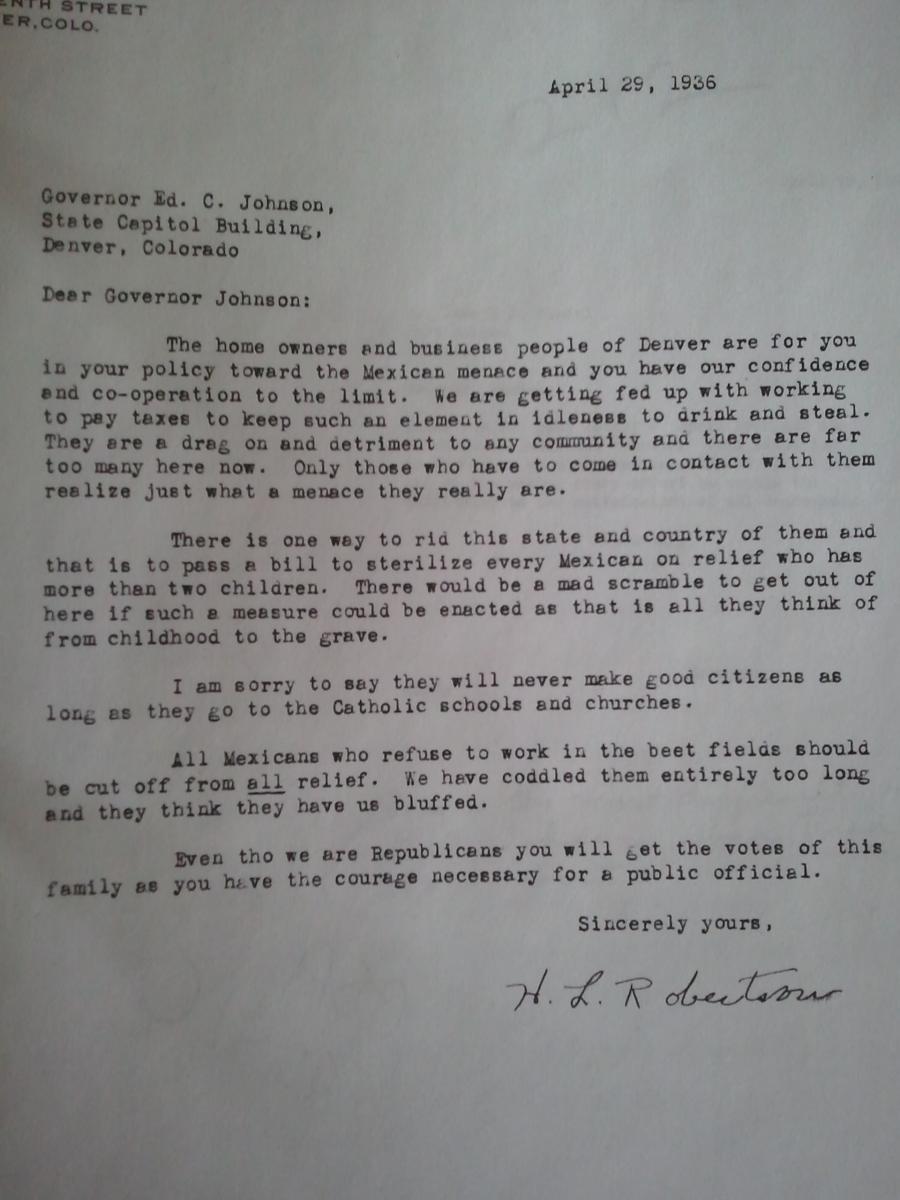 ENTH STREET
ER, COLO.
April 29, 1936
Governor Ed. C. Johnson,
State Capitol Building,
Denver, Colorado
Dear Governor Johnson:
The home owners and business people of Denver are for you
in your policy toward the Mexican menace and you have our confidence
and co-operation to the limit. We are getting fed up with working
to pay taxes to keep such an element in idleness to drink and steal.
They are a drag on and detriment to any community and there are far
too many here now. Only those who have to come in contact with them
realize just what a menace they really are.
There is one way to rid this state and country of them and
that is to pass a bill to sterilize every Mexican on relief who has
more than two children. There would be a mad scramble to get out of
here if such a measure could be enacted as that is all they think of
from childhood to the grave.
I am sorry to say they will never make good citizens as
long as they go to the Catholic schools and churches.
All Mexicans who refuse to work in the beet fields should
be cut off from all relief. We have coddled them entirely too long
and they think they have us bluffed.
Even tho we are Republicans you will get the votes of this
family as you have the courage necessary for a public official.
Sincerely yours,
H. L. Robertson